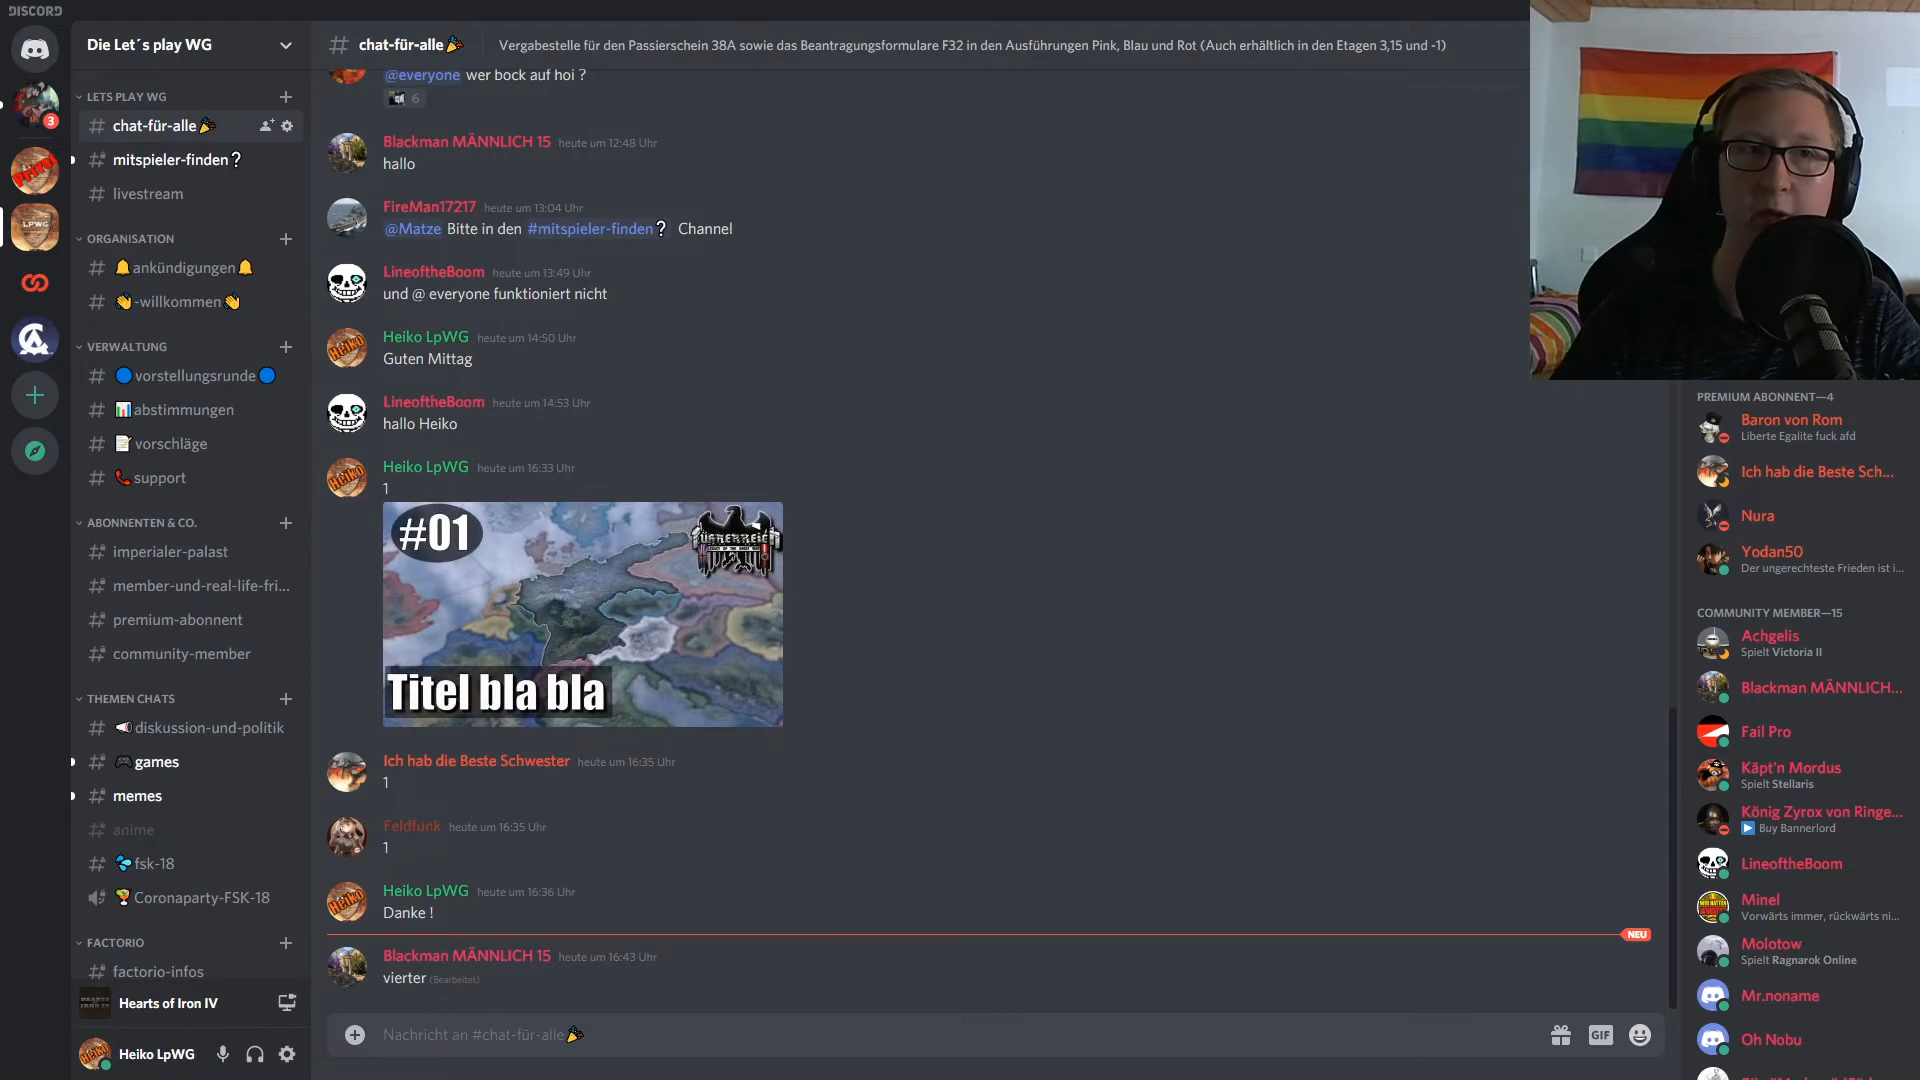 DISCORD
Die Let´s play WG
LETS PLAY WG
chat-für-alle🎉
mitspieler-finden❔
livestream
ORGANISATION
🔔ankündigungen🔔
👋-willkommen👋
VERWALTUNG
🔵vorstellungsrunde🔵
📊abstimmungen
📝vorschläge
📞support
ABONNENTEN & CO.
imperialer-palast
member-und-real-life-fri...
premium-abonnent
community-member
THEMEN CHATS
📢diskussion-und-politik
🎮games
memes
anime
💦fsk-18
🍹Coronaparty-FSK-18
FACTORIO
factorio-infos
Hearts of Iron IV
Heiko LpWG
3
Privat
LPWG
# chat-für-alle🎉 Vergabestelle für den Passierschein 38A sowie das Beantragungsformulare F32 in den Ausführungen Pink, Blau und Rot (Auch erhältlich in den Etagen 3,15 und -1)
@everyone wer bock auf hoi ?
6
Blackman MÄNNLICH 15 heute um 12:48 Uhr
hallo
FireMan17217 heute um 13:04 Uhr
@Matze Bitte in den #mitspieler-finden❔ Channel
LineoftheBoom heute um 13:49 Uhr
und @ everyone funktioniert nicht
Heiko LpWG heute um 14:50 Uhr
Guten Mittag
LineoftheBoom heute um 14:53 Uhr
hallo Heiko
Heiko LpWG heute um 16:33 Uhr
1
#01
FÜHRERREICH
Titel bla bla
Ich hab die Beste Schwester heute um 16:35 Uhr
1
Feldfunk heute um 16:35 Uhr
1
Heiko LpWG heute um 16:36 Uhr
Danke !
NEU
Blackman MÄNNLICH 15 heute um 16:43 Uhr
vierter (Bearbeitet)
Nachricht an #chat-für-alle🎉
GIF
PREMIUM ABONNENT—4
Baron von Rom
Liberte Egalite fuck afd
Ich hab die Beste Sch...
Nura
Yodan50
Der ungerechteste Frieden ist i...
COMMUNITY MEMBER—15
Achgelis
Spielt Victoria II
Blackman MÄNNLICH...
Fail Pro
Käpt'n Mordus
Spielt Stellaris
König Zyrox von Ringe...
▶ Buy Bannerlord
LineoftheBoom
Minel
Vorwärts immer, rückwärts ni...
Molotow
Spielt Ragnarok Online
Mr.noname
Oh Nobu